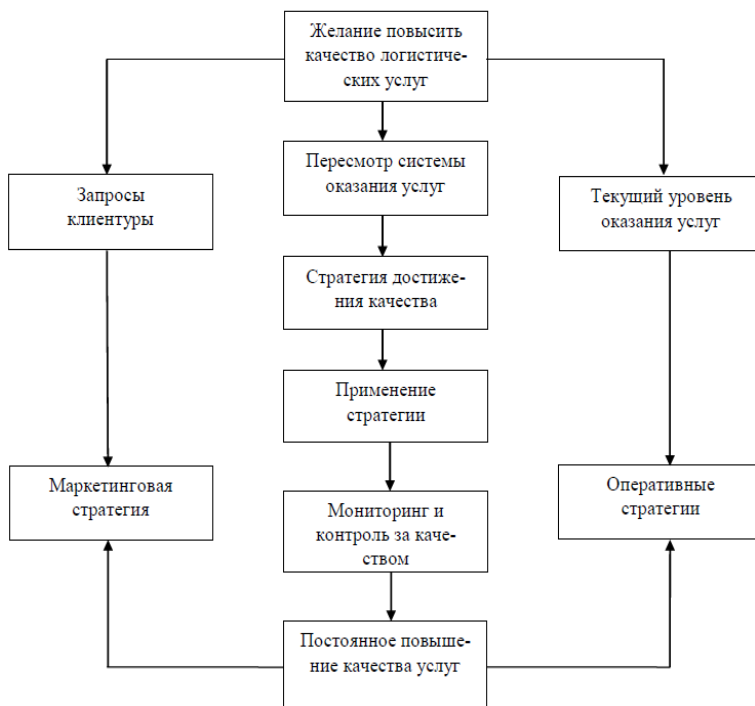 Желание повысить
качество логистиче-
ских услуг
Пересмотр системы
оказания услуг
Запросы
клиентуры
Текущий уровень
оказания услуг
Стратегия достиже-
ния качества
Применение
стратегии
Маркетинговая
стратегия
Оперативные
стратегии
Мониторинг и
контроль за каче-
ством
Постоянное повыше-
ние качества услуг